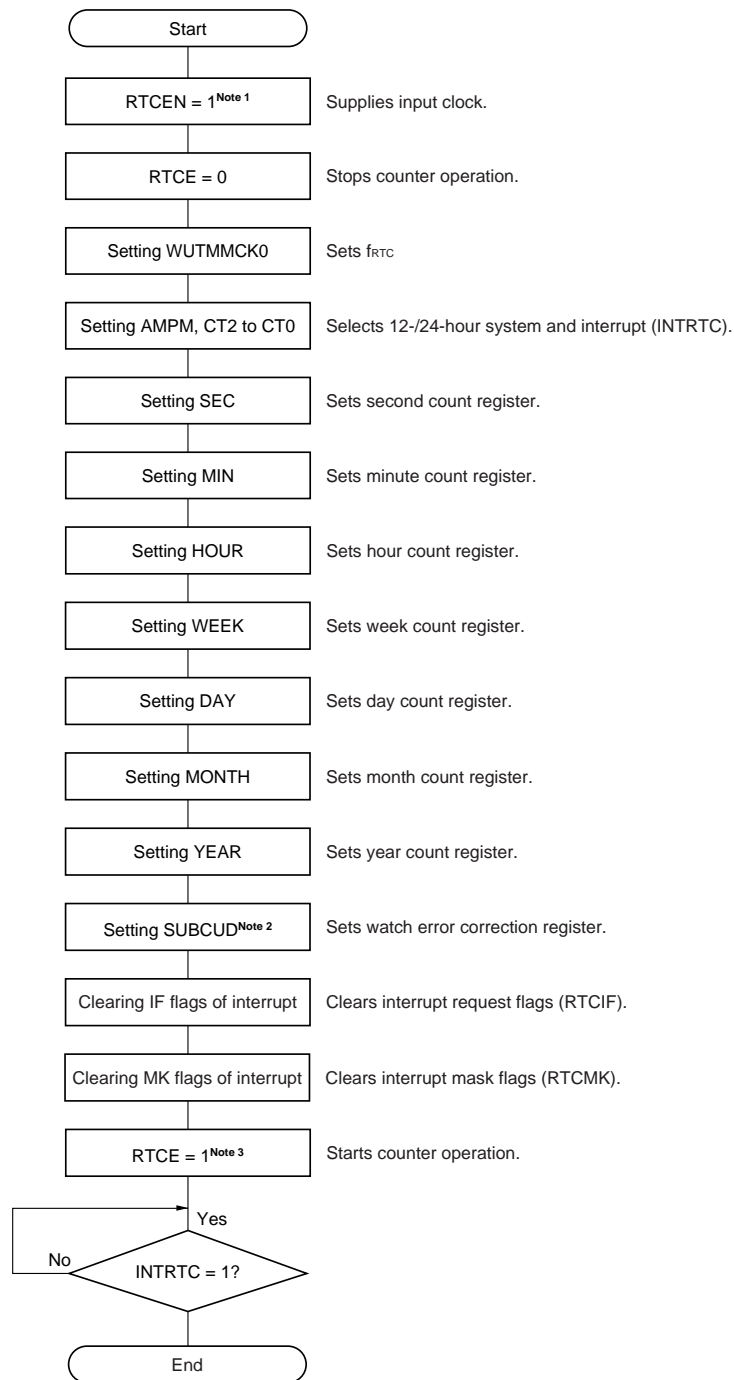 Start
RTCEN = 1Note 1 Supplies input clock.
RTCE = 0 Stops counter operation.
Setting WUTMMCK0 Sets fRTC
Setting AMPM, CT2 to CT0 Selects 12-/24-hour system and interrupt (INTRTC).
Setting SEC Sets second count register.
Setting MIN Sets minute count register.
Setting HOUR Sets hour count register.
Setting WEEK Sets week count register.
Setting DAY Sets day count register.
Setting MONTH Sets month count register.
Setting YEAR Sets year count register.
Setting SUBCUDNote 2 Sets watch error correction register.
Clearing IF flags of interrupt Clears interrupt request flags (RTCIF).
Clearing MK flags of interrupt Clears interrupt mask flags (RTCMK).
RTCE = 1Note 3 Starts counter operation.
Yes
No
INTRTC = 1?
End